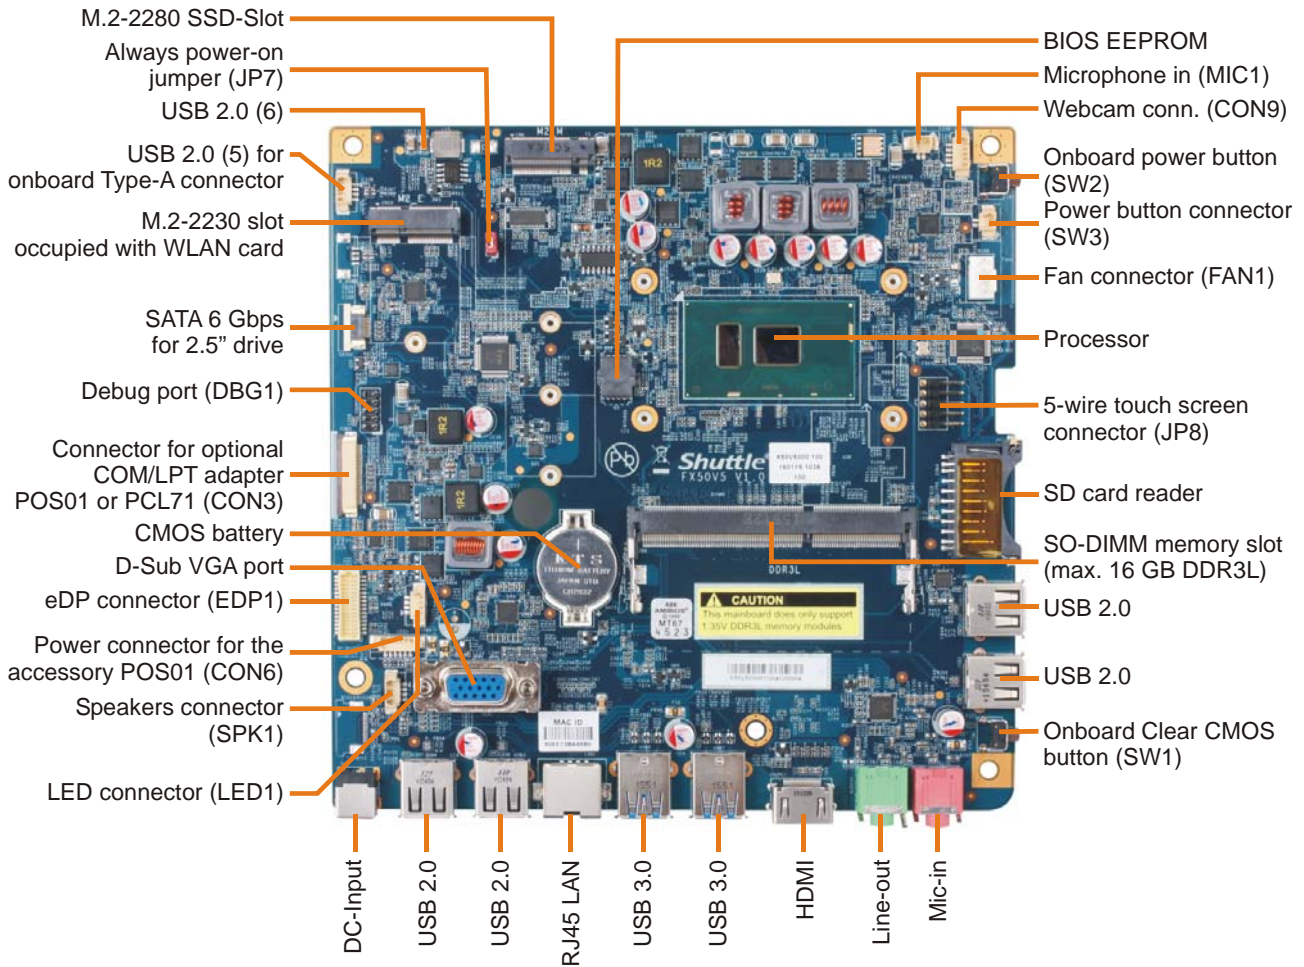 M.2-2280 SSD-Slot
Always power-on
jumper (JP7)
USB 2.0 (6)
USB 2.0 (5) for
onboard Type-A connector
M.2-2230 slot
occupied with WLAN card
SATA 6 Gbps
for 2.5” drive
Debug port (DBG1)
Connector for optional
COM/LPT adapter
POS01 or PCL71 (CON3)
CMOS battery
D-Sub VGA port
eDP connector (EDP1)
Power connector for the
accessory POS01 (CON6)
Speakers connector
(SPK1)
LED connector (LED1)
BIOS EEPROM
Microphone in (MIC1)
Webcam conn. (CON9)
Onboard power button
(SW2)
Power button connector
(SW3)
Fan connector (FAN1)
Processor
5-wire touch screen
connector (JP8)
SD card reader
SO-DIMM memory slot
(max. 16 GB DDR3L)
USB 2.0
USB 2.0
Onboard Clear CMOS
button (SW1)
1R2
1R2
1R2
Shuttle
FX50V5 V1.0
DDR3L
CAUTION
This mainboard does only support
1.35V DDR3L memory modules
MT67
4523
MAC ID
1551
1551
DC-Input
USB 2.0
USB 2.0
RJ45 LAN
USB 3.0
USB 3.0
HDMI
Line-out
Mic-in